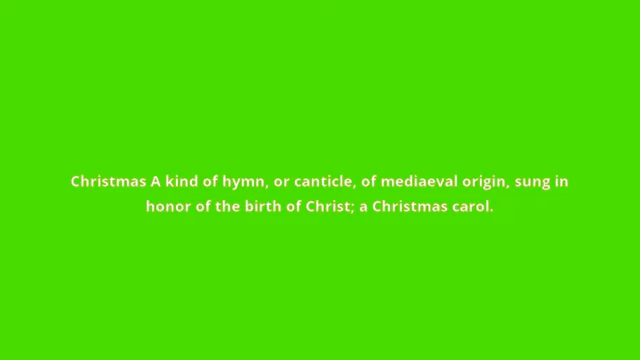 Christmas A kind of hymn, or canticle, of mediaeval origin, sung in
honor of the birth of Christ; a Christmas carol.